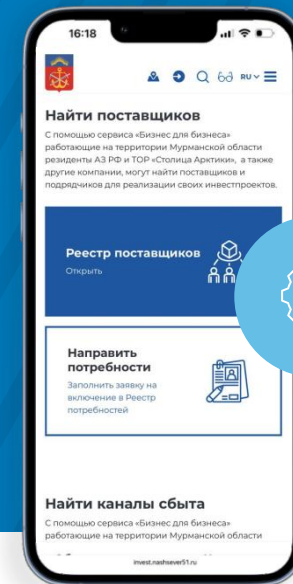 16:18
RU
Найти поставщиков
С помощью сервиса «Бизнес для бизнеса»
работающие на территории Мурманской области
резиденты АЗ РФ и ТОР «Столица Арктики», а также
другие компании, могут найти поставщиков и
подрядчиков для реализации своих инвестпроектов.
Реестр поставщиков
Открыть
Направить
потребности
Заполнить заявку на
включение в Реестр
потребностей
Найти каналы сбыта
С помощью сервиса «Бизнес для бизнеса»
работающие на территории Мурманской области
invest.nashsever51.ru